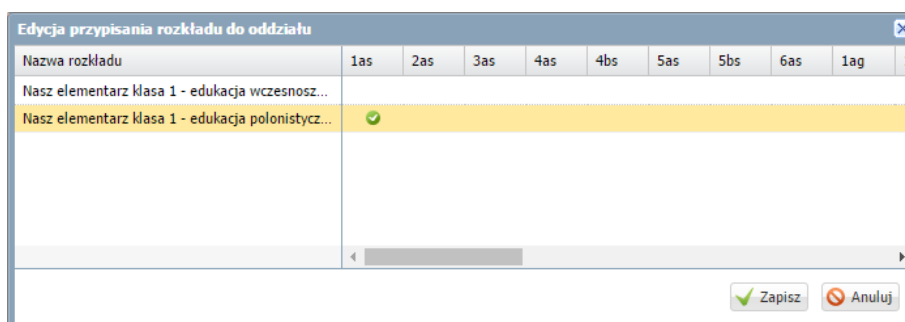 Edycja przypisania rozkładu do oddziału
Nazwa rozkładu 1as 2as 3as 4as 4bs 5as 5bs 6as 1ag
Nasz elementarz klasa 1 - edukacja wczesnosz...
Nasz elementarz klasa 1 - edukacja polonistycz...
Zapisz Anuluj